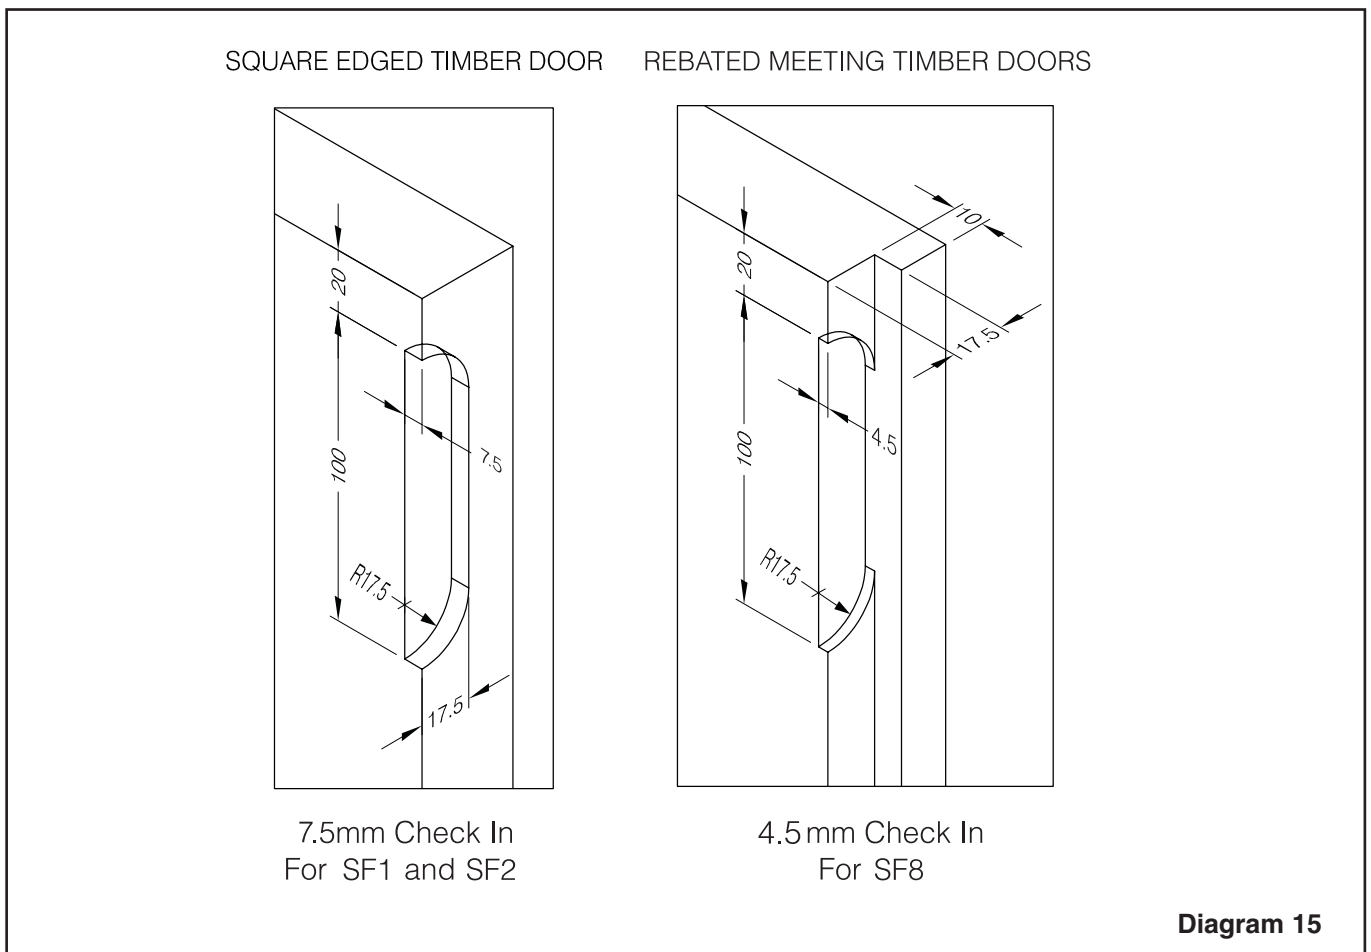 SQUARE EDGED TIMBER DOOR
REBATED MEETING TIMBER DOORS
20
100
7.5
R17.5
17.5
10
20
17.5
100
4.5
R17.5
7.5mm Check In
For SF1 and SF2
4.5mm Check In
For SF8
Diagram 15